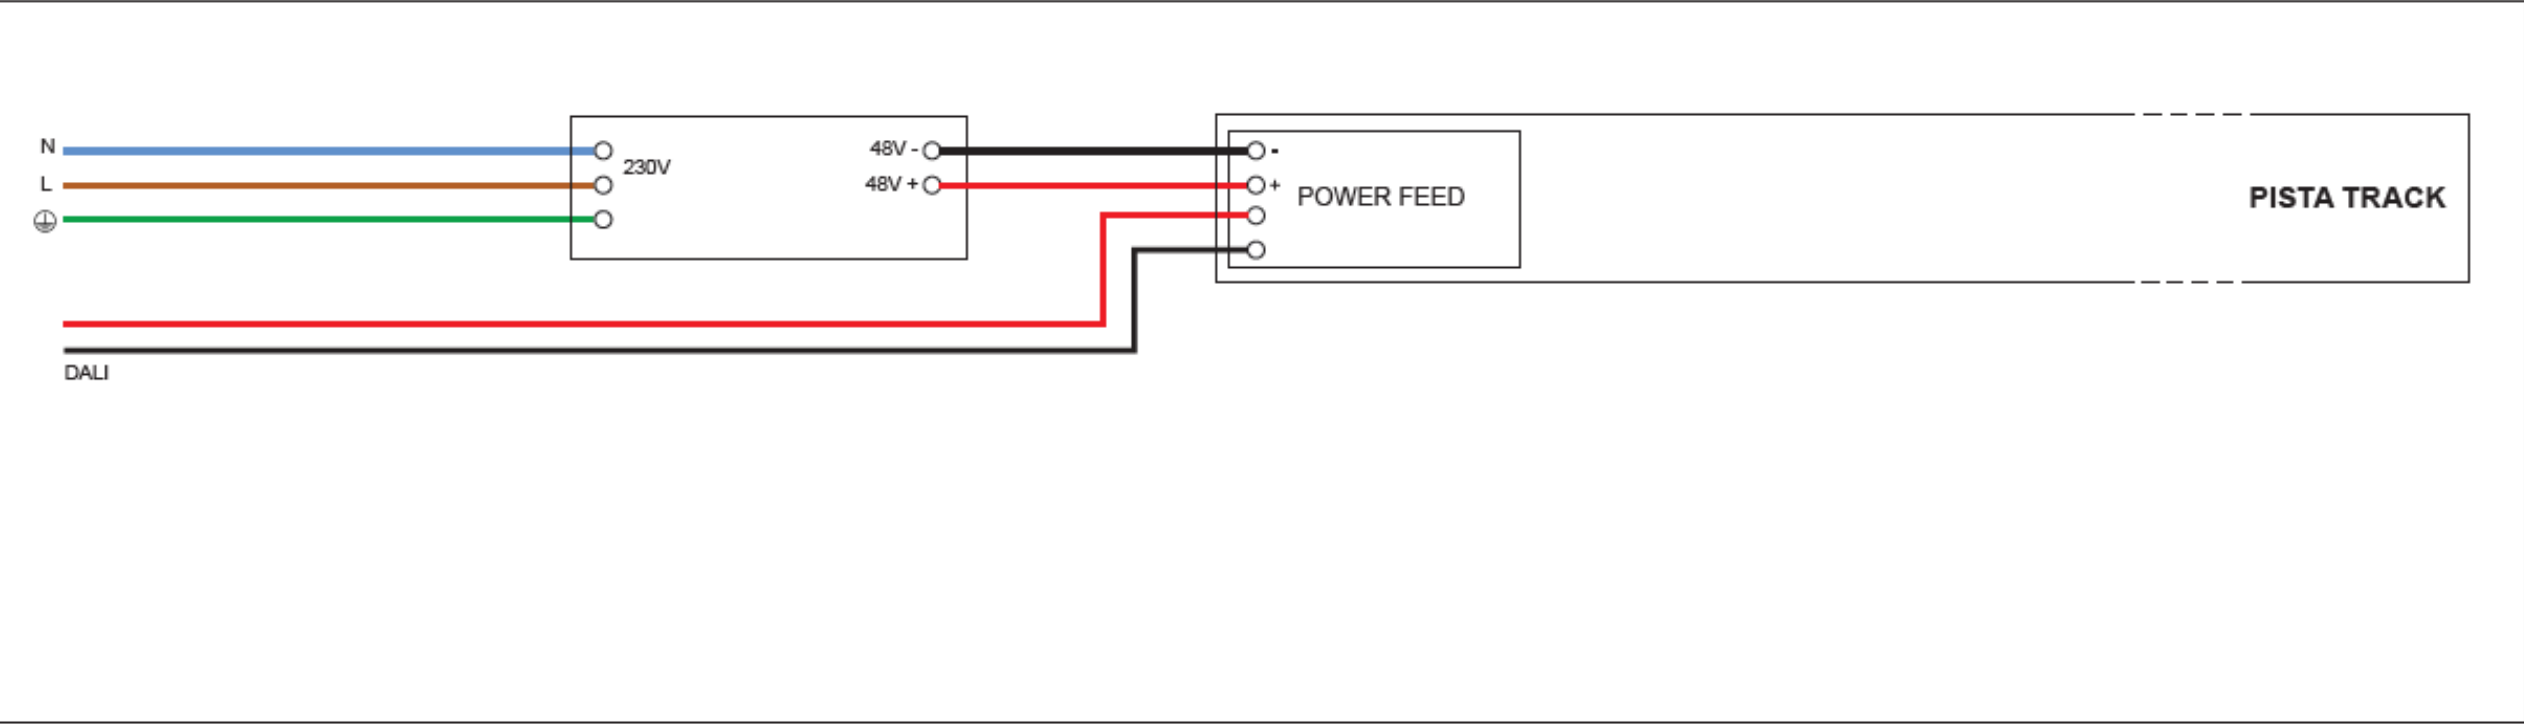 N
L
230V
48V -
48V +
-
+
POWER FEED
PISTA TRACK
DALI